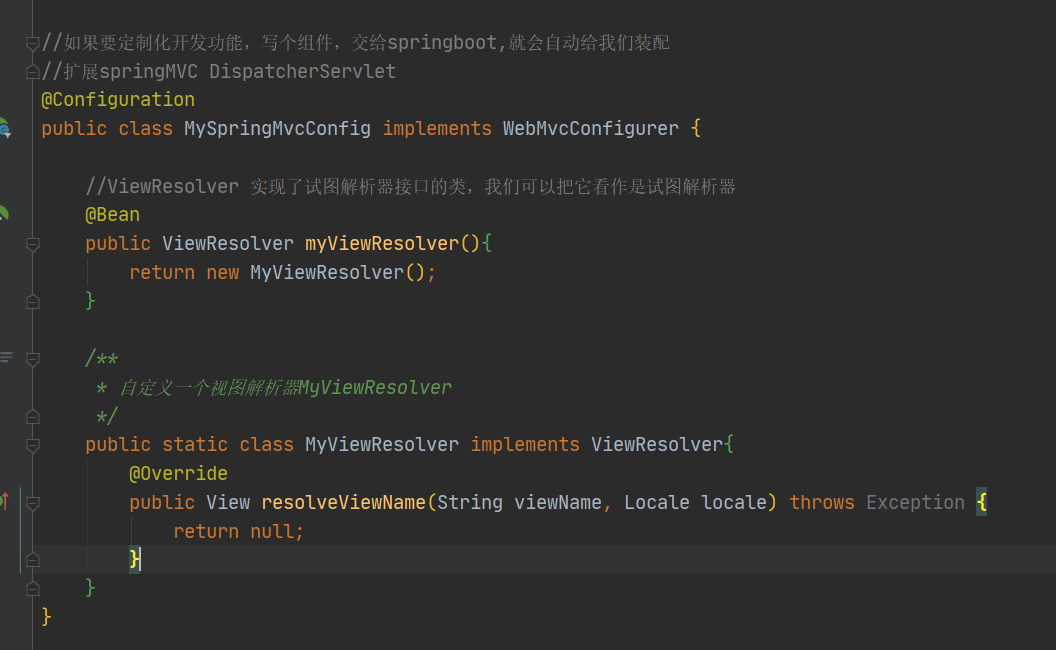 //如果要定制化开发功能，写个组件，交给springboot,就会自动给我们装配
//扩展springMVC DispatcherServlet
@Configuration
public class MySpringMvcConfig implements WebMvcConfigurer {
//ViewResolver 实现了试图解析器接口的类，我们可以把它看作是试图解析器
@Bean
public ViewResolver myViewResolver(){
return new MyViewResolver();
}
/**
* 自定义一个视图解析器MyViewResolver
*/
public static class MyViewResolver implements ViewResolver{
@Override
public View resolveViewName(String viewName, Locale locale) throws Exception {
return null;
}
}
}